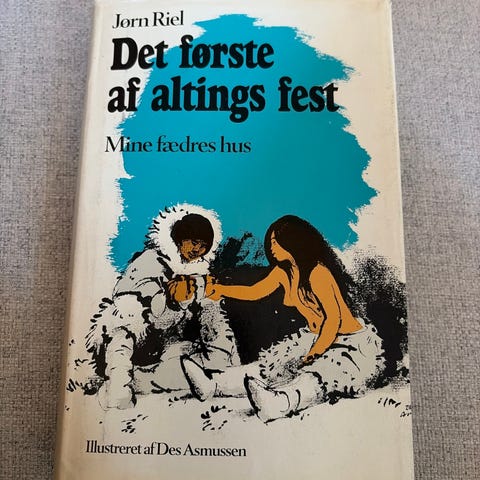 Jørn Riel
Det første
af altings fest
Mine fædres hus
Illustreret af Des Asmussen